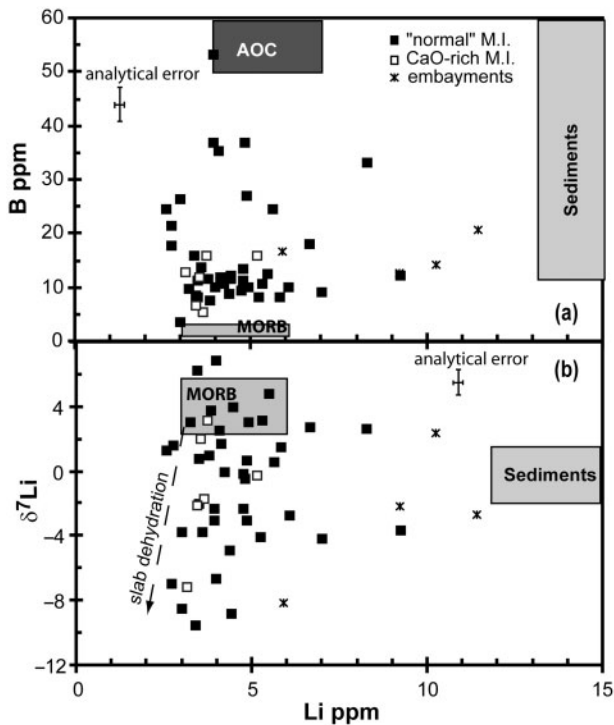 60
50
40
30
20
10
0
B ppm
AOC
analytical error
"normal" M.I.
CaO-rich M.I.
embayments
Sediments
MORB
(a)
4
0
−4
−8
−12
δ⁷Li
MORB
analytical error
(b)
Sediments
slab dehydration
0
5
10
15
Li ppm